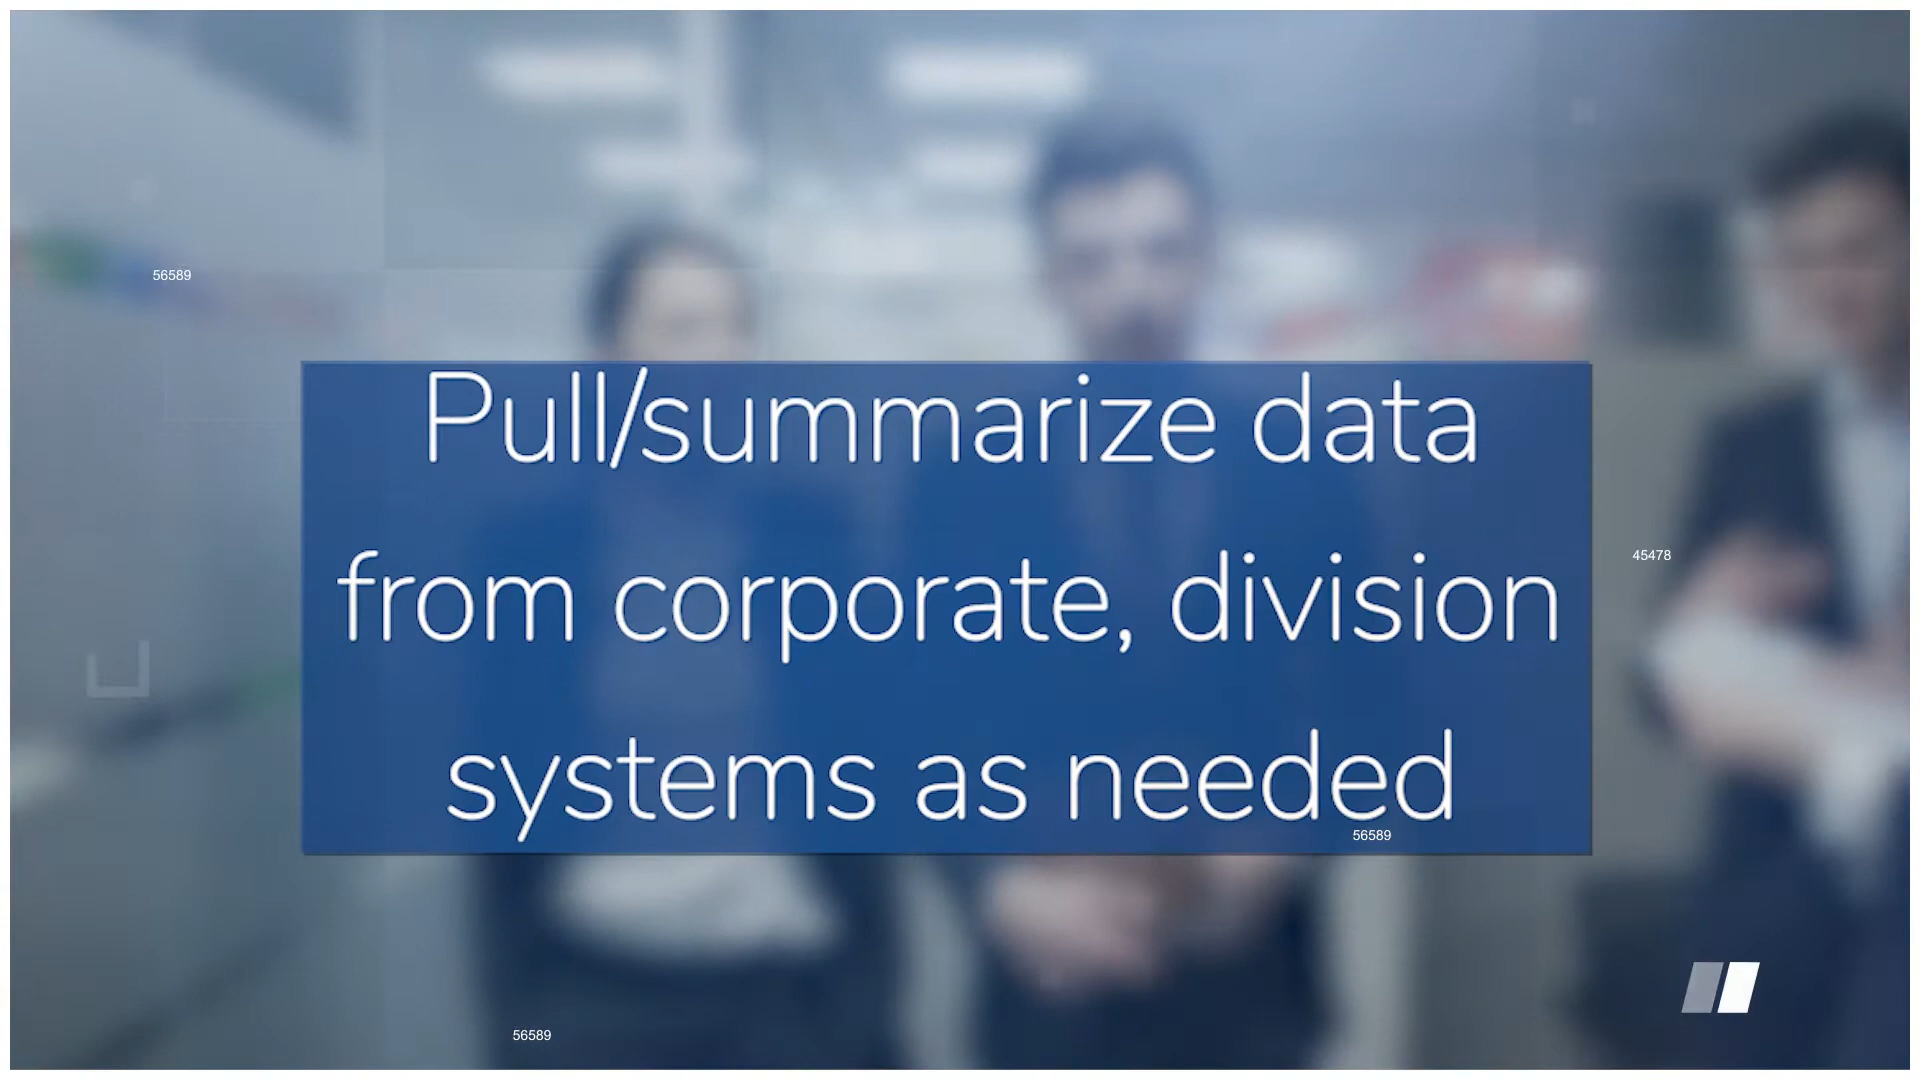 56589
Pull/summarize data
from corporate, division
45478
systems as needed
56589
56589